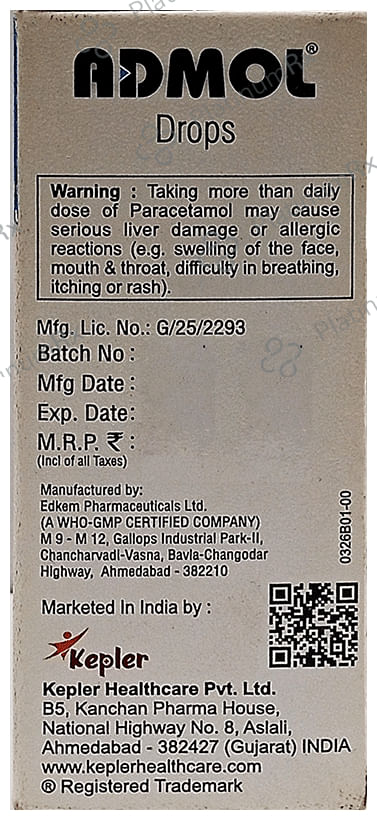 ADMOL®
Drops
Warning : Taking more than daily
dose of Paracetamol may cause
serious liver damage or allergic
reactions (e.g. swelling of the face,
mouth & throat, difficulty in breathing,
itching or rash).
Mfg. Lic. No.: G/25/2293
Batch No :
Mfg Date :
Exp. Date:
M.R.P. ₹ :
(Incl of all Taxes)
Manufactured by:
Edkem Pharmaceuticals Ltd.
(A WHO-GMP CERTIFIED COMPANY)
M 9 - M 12, Gallops Industrial Park-II,
Chancharvadi-Vasna, Bavla-Changodar
Highway, Ahmedabad - 382210
0326B01-00
Marketed In India by :
Kepler
Kepler Healthcare Pvt. Ltd.
B5, Kanchan Pharma House,
National Highway No. 8, Aslali,
Ahmedabad - 382427 (Gujarat) INDIA
www.keplerhealthcare.com
® Registered Trademark